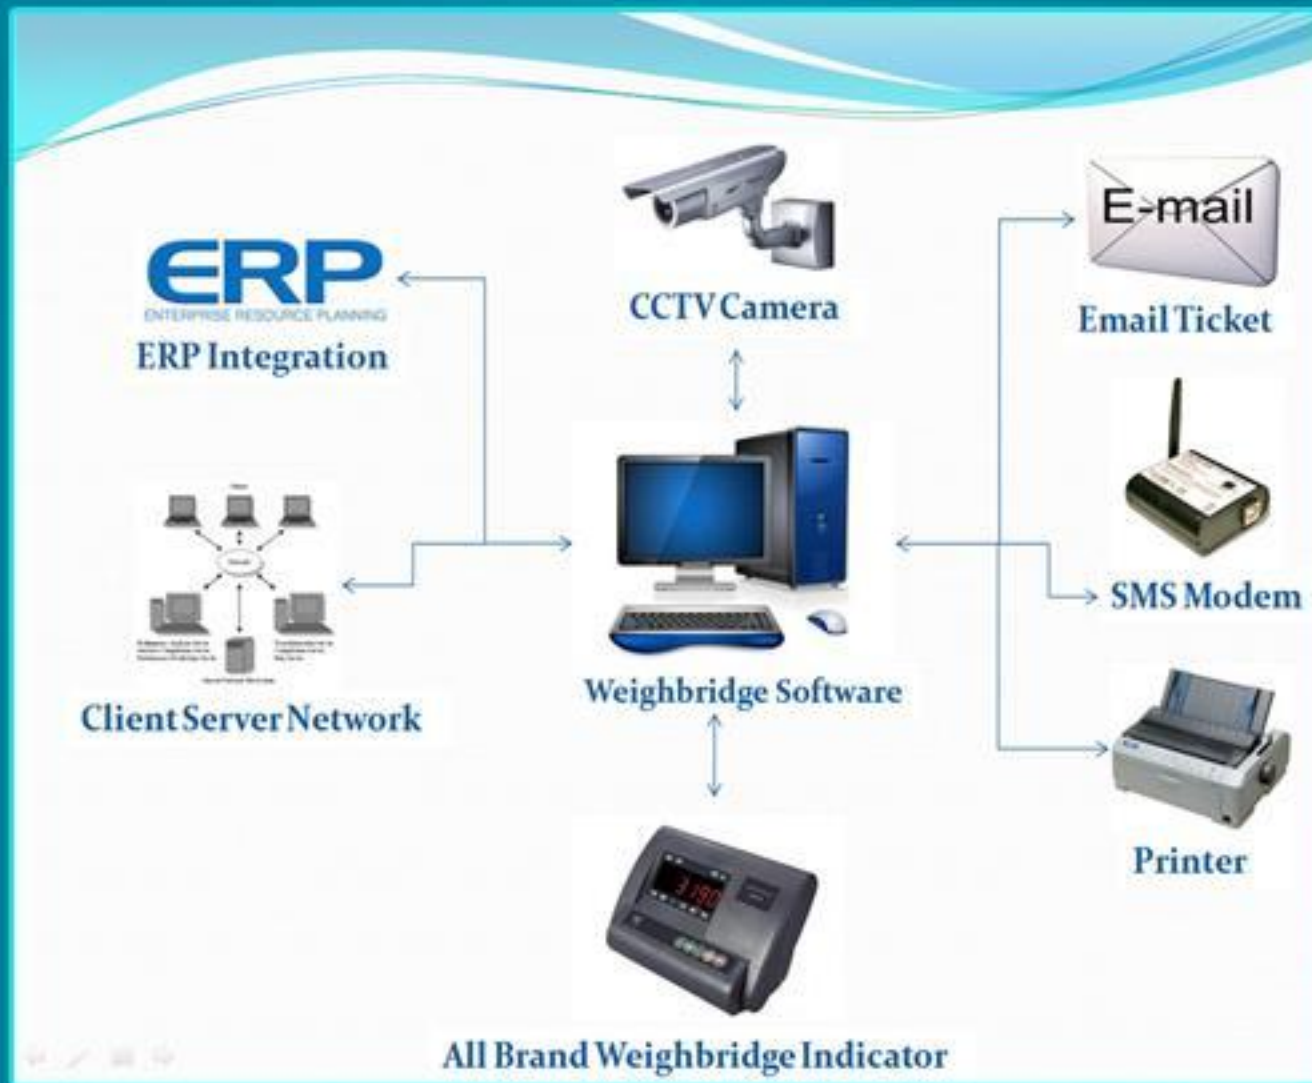 ERP
ENTERPRISE RESOURCE PLANNING
ERP Integration
CCTV Camera
E-mail
Email Ticket
SMS Modem
Client Server Network
Weighbridge Software
Printer
3190
All Brand Weighbridge Indicator